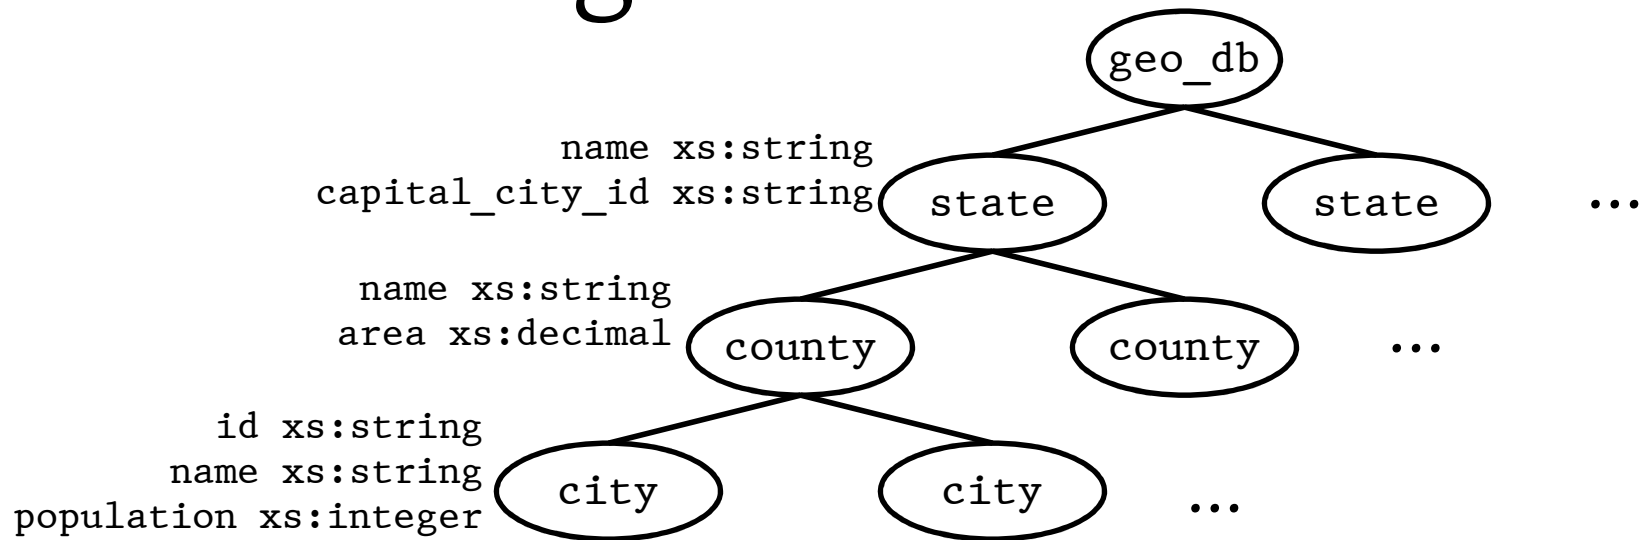 g
geo_db
name xs:string
capital_city_id xs:string
state state ...
name xs:string
area xs:decimal
county county ...
id xs:string
name xs:string
population xs:integer
city city ...